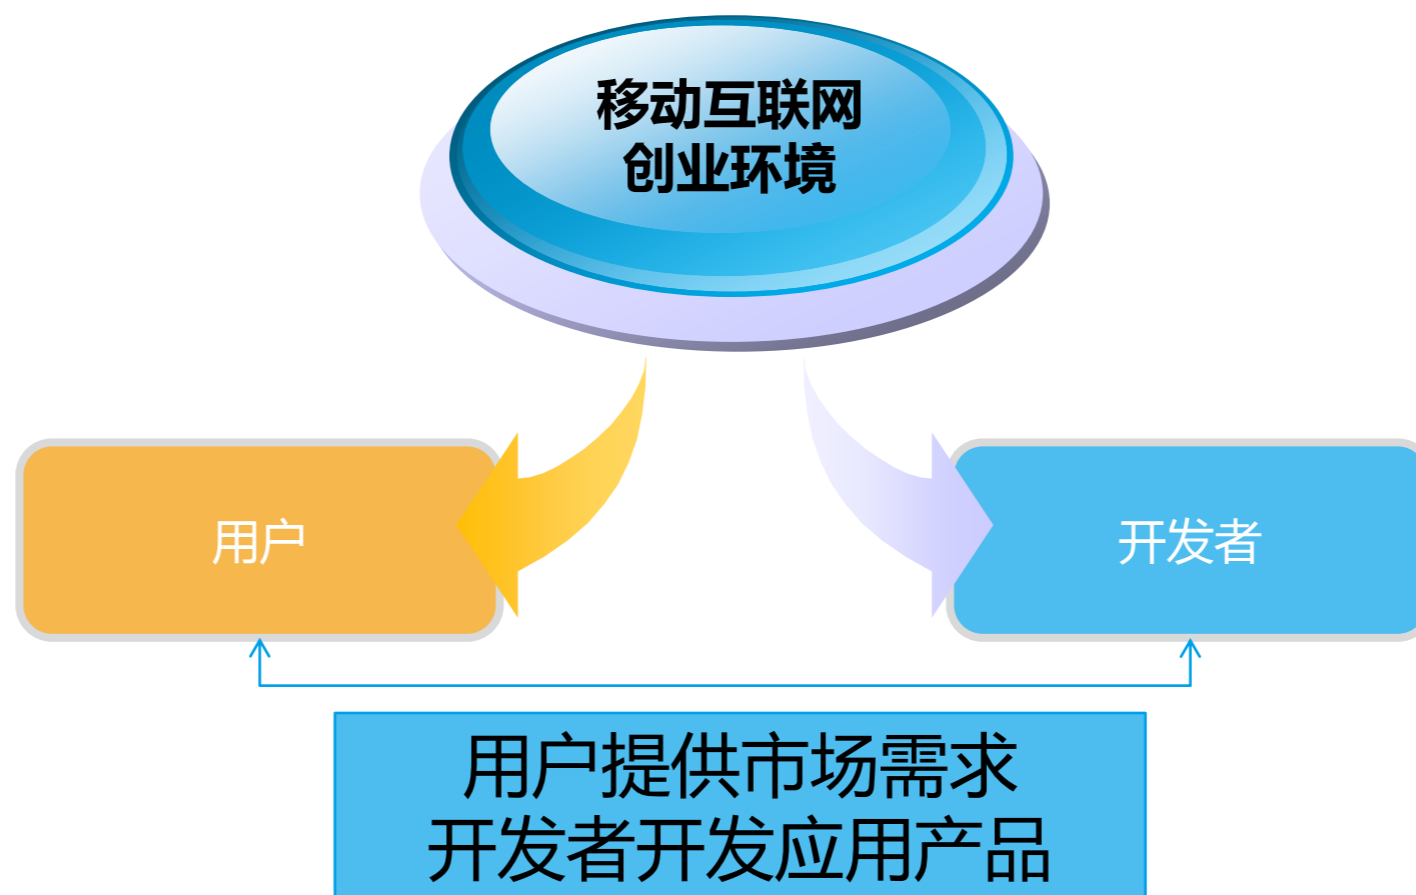 移动互联网
创业环境
用户
开发者
用户提供市场需求
开发者开发应用产品